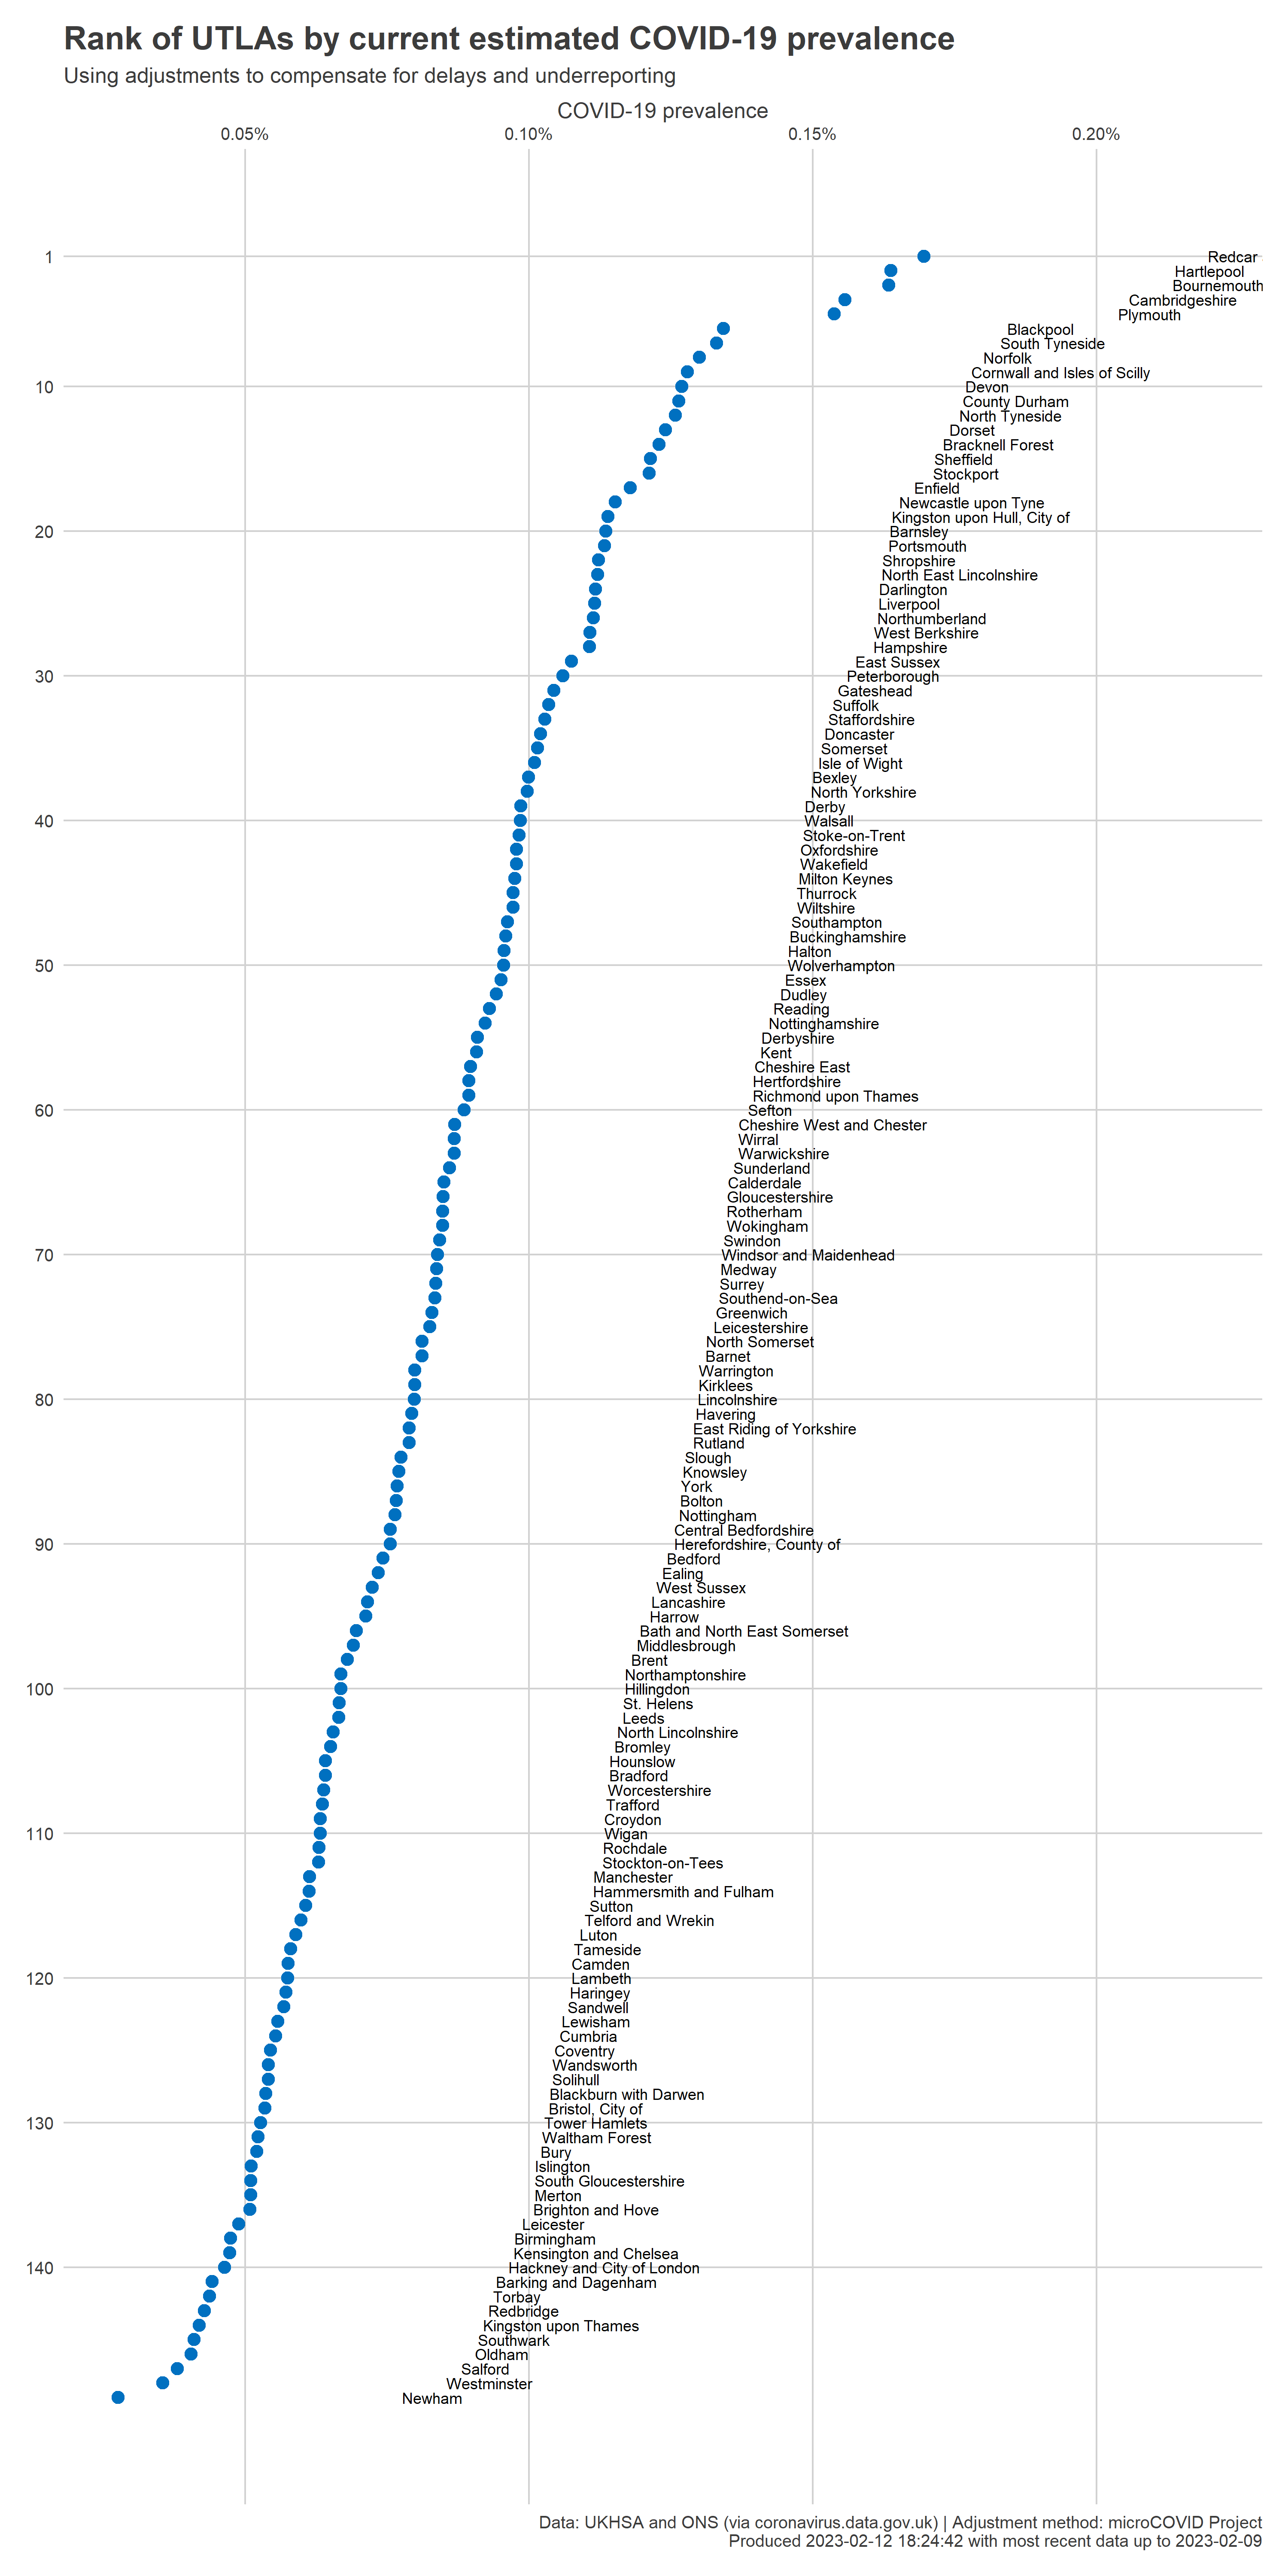 Rank of UTLAs by current estimated COVID-19 prevalence
Using adjustments to compensate for delays and underreporting
COVID-19 prevalence
0.05% 0.10% 0.15% 0.20%
1 Redcar
Hartlepool
Bournemouth
Cambridgeshire
Plymouth
Blackpool
South Tyneside
Norfolk
Cornwall and Isles of Scilly
10 Devon
County Durham
North Tyneside
Dorset
Bracknell Forest
Sheffield
Stockport
Enfield
Newcastle upon Tyne
Kingston upon Hull, City of
20 Barnsley
Portsmouth
Shropshire
North East Lincolnshire
Darlington
Liverpool
Northumberland
West Berkshire
Hampshire
East Sussex
30 Peterborough
Gateshead
Suffolk
Staffordshire
Doncaster
Somerset
Isle of Wight
Bexley
North Yorkshire
Derby
40 Walsall
Stoke-on-Trent
Oxfordshire
Wakefield
Milton Keynes
Thurrock
Wiltshire
Southampton
Buckinghamshire
Halton
50 Wolverhampton
Essex
Dudley
Reading
Nottinghamshire
Derbyshire
Kent
Cheshire East
Hertfordshire
Richmond upon Thames
60 Sefton
Cheshire West and Chester
Wirral
Warwickshire
Sunderland
Calderdale
Gloucestershire
Rotherham
Wokingham
Swindon
70 Windsor and Maidenhead
Medway
Surrey
Southend-on-Sea
Greenwich
Leicestershire
North Somerset
Barnet
Warrington
Kirklees
80 Lincolnshire
Havering
East Riding of Yorkshire
Rutland
Slough
Knowsley
York
Bolton
Nottingham
Central Bedfordshire
90 Herefordshire, County of
Bedford
Ealing
West Sussex
Lancashire
Harrow
Bath and North East Somerset
Middlesbrough
Brent
Northamptonshire
100 Hillingdon
St. Helens
Leeds
North Lincolnshire
Bromley
Hounslow
Bradford
Worcestershire
Trafford
Croydon
110 Wigan
Rochdale
Stockton-on-Tees
Manchester
Hammersmith and Fulham
Sutton
Telford and Wrekin
Luton
Tameside
Camden
120 Lambeth
Haringey
Sandwell
Lewisham
Cumbria
Coventry
Wandsworth
Solihull
Blackburn with Darwen
Bristol, City of
130 Tower Hamlets
Waltham Forest
Bury
Islington
South Gloucestershire
Merton
Brighton and Hove
Leicester
Birmingham
Kensington and Chelsea
140 Hackney and City of London
Barking and Dagenham
Torbay
Redbridge
Kingston upon Thames
Southwark
Oldham
Salford
Westminster
Newham
Data: UKHSA and ONS (via coronavirus.data.gov.uk) | Adjustment method: microCOVID Project
Produced 2023-02-12 18:24:42 with most recent data up to 2023-02-09